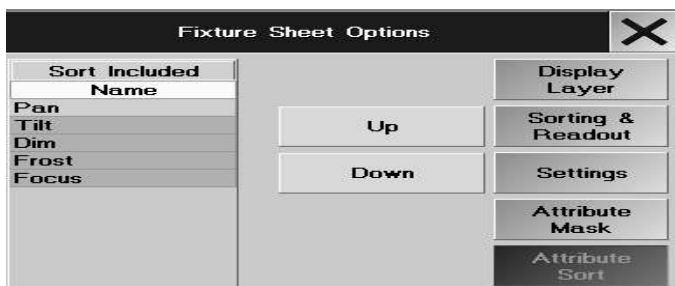 Fixture Sheet Options
Sort Included
Name
Pan
Tilt
Dim
Frost
Focus
Up
Down
Display
Layer
Sorting &
Readout
Settings
Attribute
Mask
Attribute
Sort